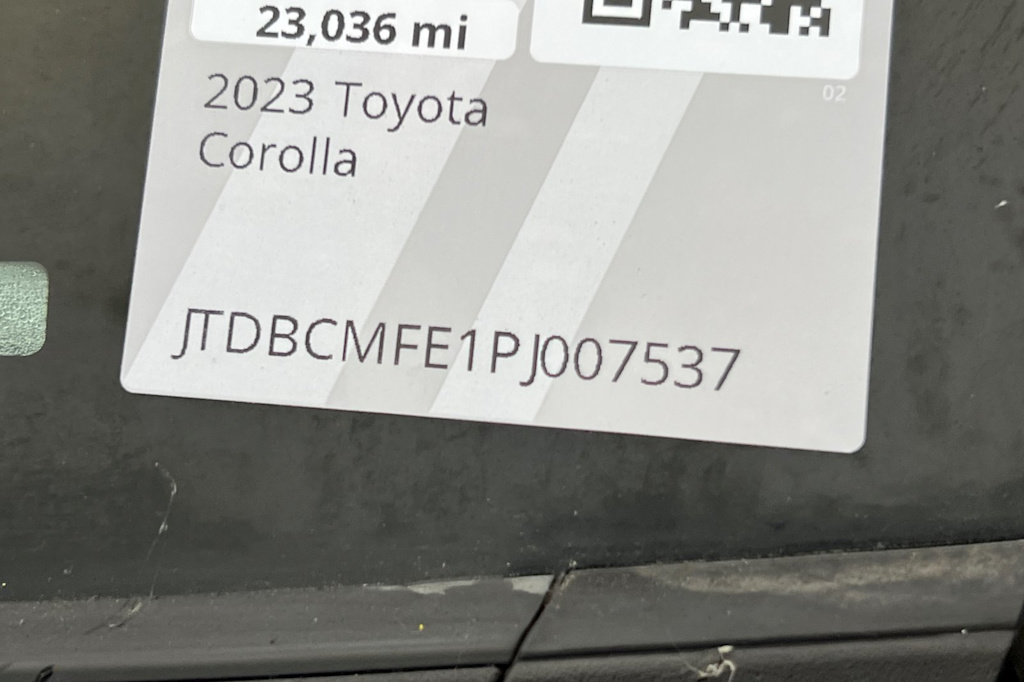 23,036 mi
02
2023 Toyota
Corolla
JTDBCMFE1PJ007537